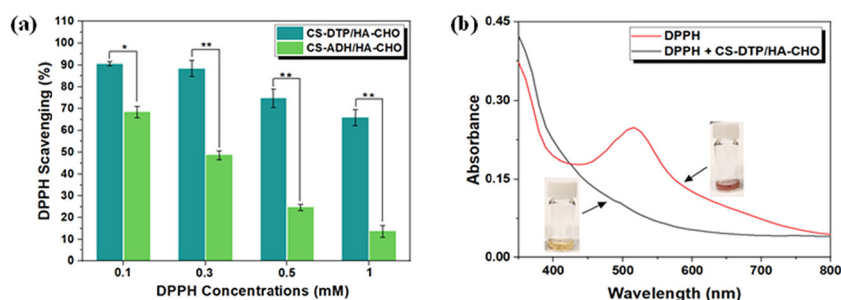 (a)
CS-DTP/HA-CHO
CS-ADH/HA-CHO
DPPH Scavenging (%)
110
100
90
80
70
60
50
40
30
20
10
0
*
**
**
**
0.1 0.3 0.5 1
DPPH Concentrations (mM)
(b)
DPPH
DPPH + CS-DTP/HA-CHO
Absorbance
0.45
0.30
0.15
0.00
400 500 600 700 800
Wavelength (nm)